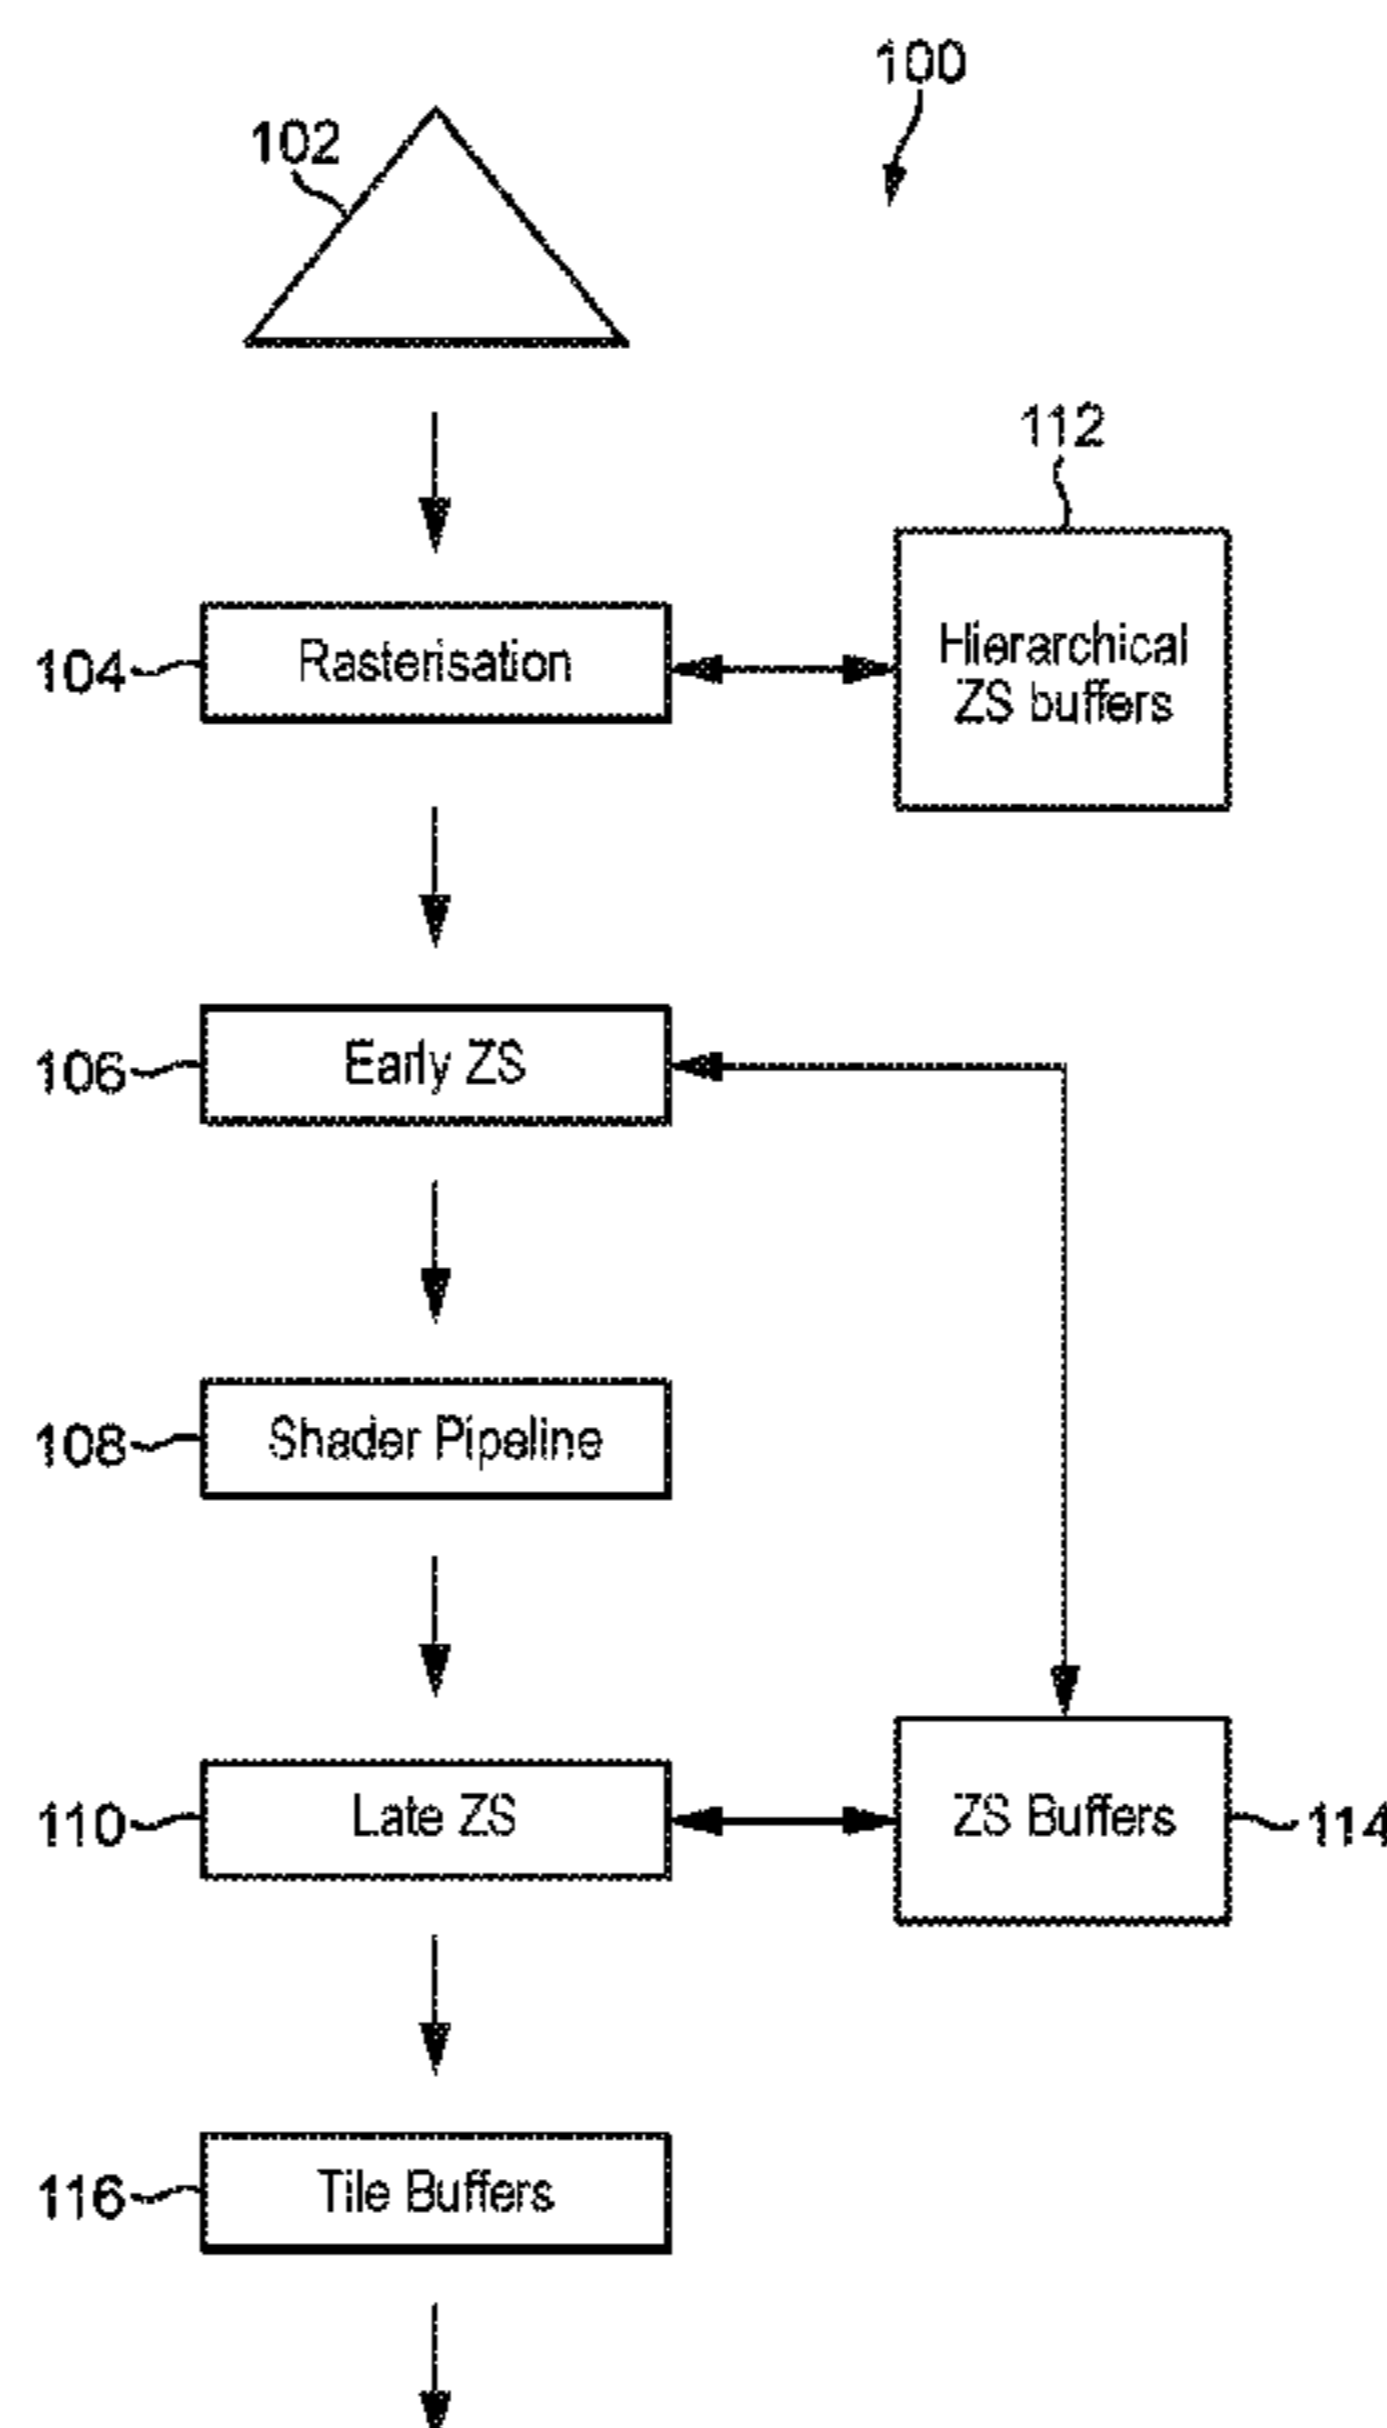 100
102
112
104
Rasterisation
Hierarchical
ZS buffers
106
Early ZS
108
Shader Pipeline
110
Late ZS
ZS Buffers
114
116
Tile Buffers